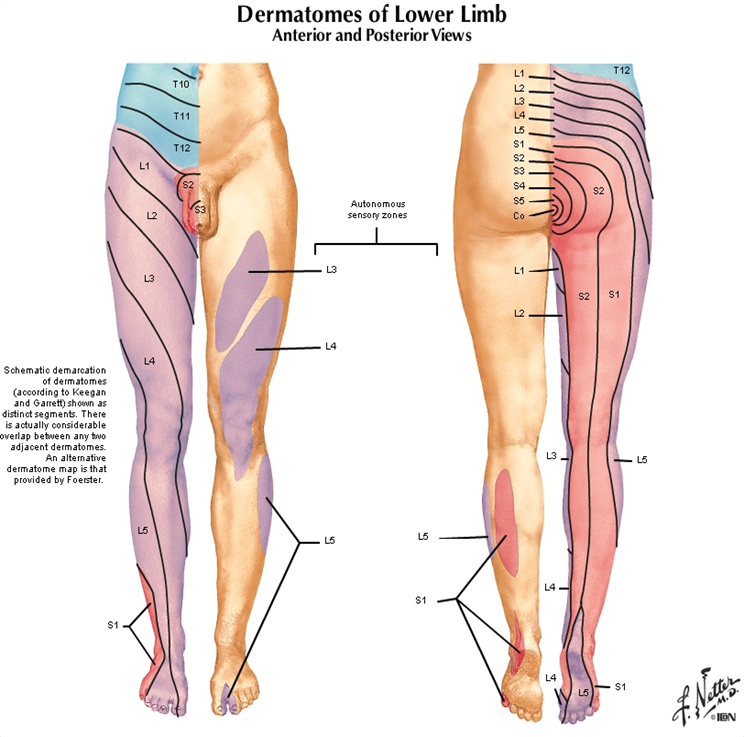 Dermatomes of Lower Limb
Anterior and Posterior Views
T10
T11
T12
L1
S2
S3
L2
L3
L4
L5
S1
Schematic demarcation
of dermatomes
(according to Keegan
and Garrett) shown as
distinct segments. There
is actually considerable
overlap between any two
adjacent dermatomes.
An alternative
dermatome map is that
provided by Foerster.
Autonomous
sensory zones
L3
L4
L5
L1
L2
L3
L4
L5
S1
S2
S3
S4
S5
Co
T12
S2
L1
L2
S2
S1
L3
L5
L5
S1
L4
L4
L5
S1
F. Netter
M.D.
©ICON